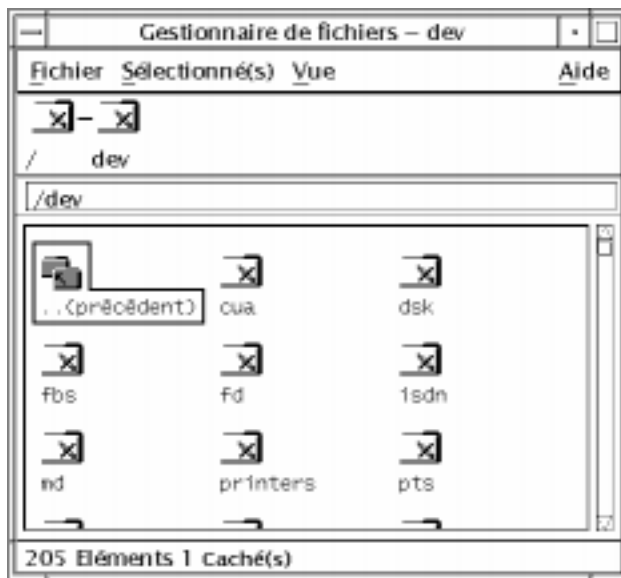 Gestionnaire de fichiers – dev
Fichier Sélectionné(s) Vue Aide
/ dev
/dev
..(précédent) cua dsk
fbs fd isdn
md printers pts
205 Eléments 1 Caché(s)